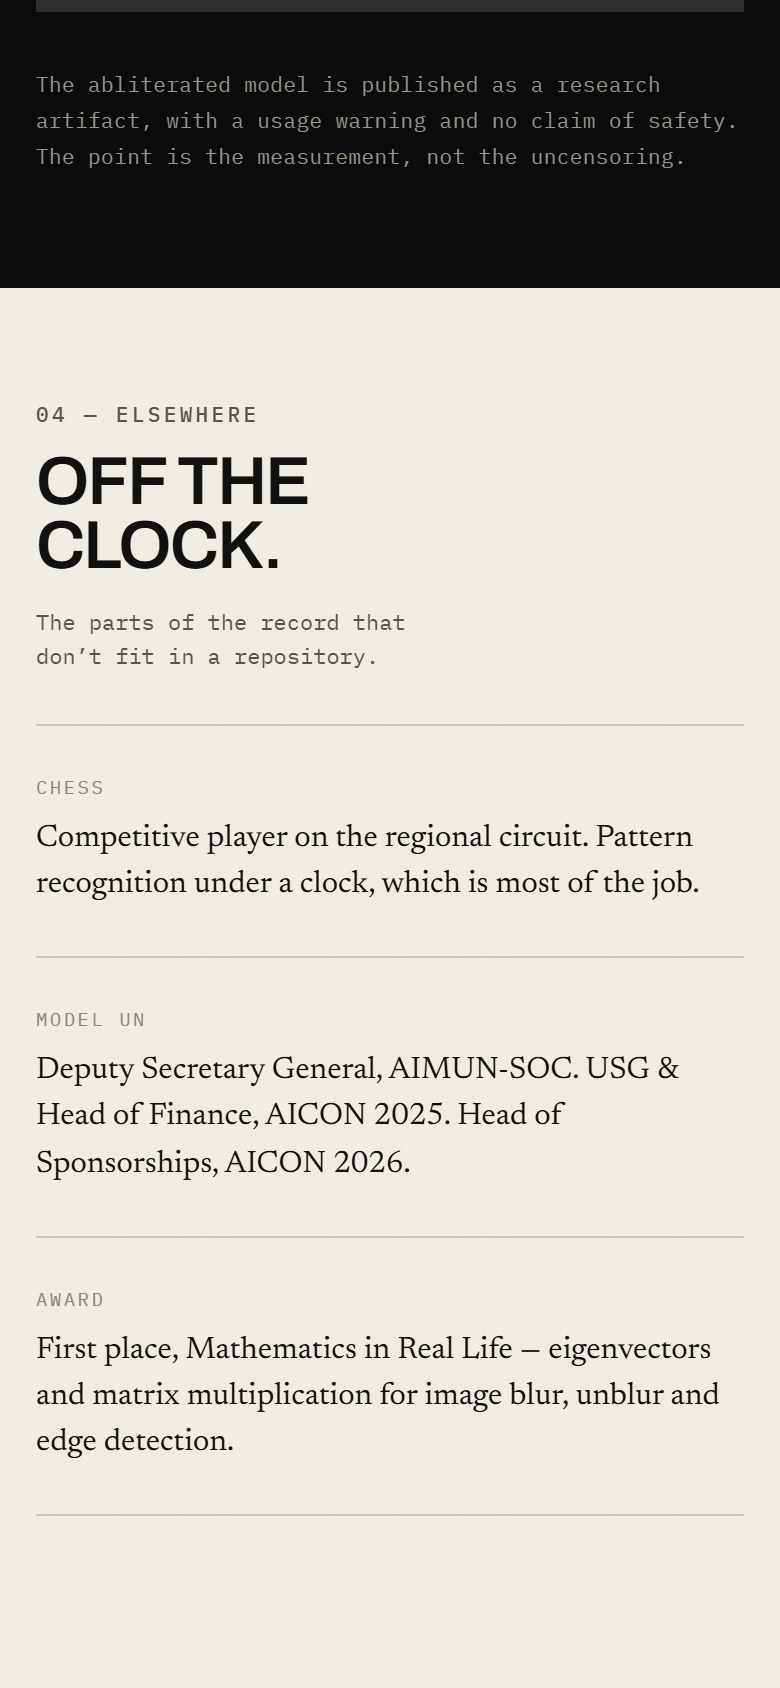 The abliterated model is published as a research
artifact, with a usage warning and no claim of safety.
The point is the measurement, not the uncensoring.
04 — ELSEWHERE
OFF THE
CLOCK.
The parts of the record that
don’t fit in a repository.
CHESS
Competitive player on the regional circuit. Pattern
recognition under a clock, which is most of the job.
MODEL UN
Deputy Secretary General, AIMUN-SOC. USG &
Head of Finance, AICON 2025. Head of
Sponsorships, AICON 2026.
AWARD
First place, Mathematics in Real Life — eigenvectors
and matrix multiplication for image blur, unblur and
edge detection.